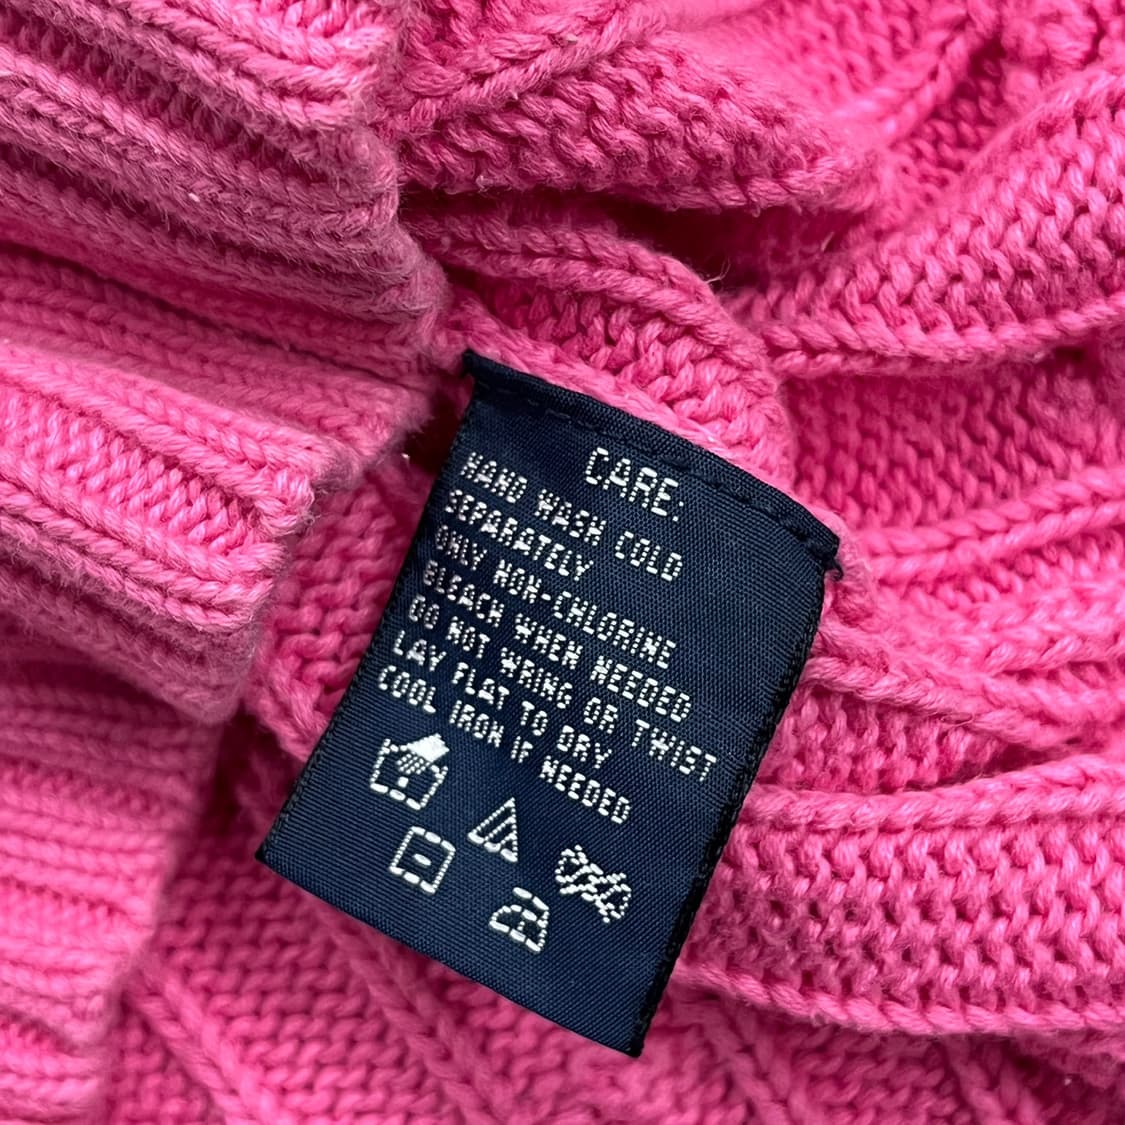 CARE:
HAND WASH COLD
SEPARATELY
ONLY NON-CHLORINE
BLEACH WHEN NEEDED
DO NOT WRING OR TWIST
LAY FLAT TO DRY
COOL IRON IF NEEDED